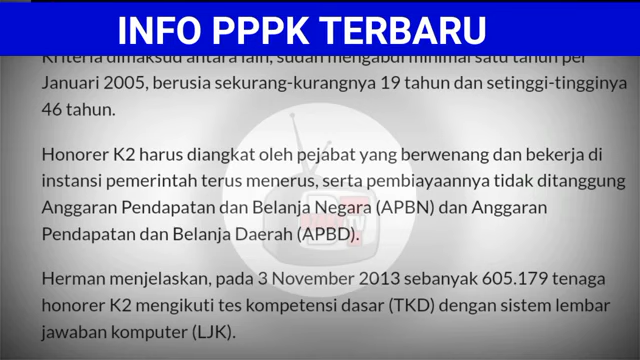 INFO PPPK TERBARU
Kriteria dimaksud antara lain, sudah mengabdi minimal satu tahun per
Januari 2005, berusia sekurang-kurangnya 19 tahun dan setinggi-tingginya
46 tahun.
Honorer K2 harus diangkat oleh pejabat yang berwenang dan bekerja di
instansi pemerintah terus menerus, serta pembiayaannya tidak ditanggung
Anggaran Pendapatan dan Belanja Negara (APBN) dan Anggaran
Pendapatan dan Belanja Daerah (APBD).
Herman menjelaskan, pada 3 November 2013 sebanyak 605.179 tenaga
honorer K2 mengikuti tes kompetensi dasar (TKD) dengan sistem lembar
jawaban komputer (LJK).